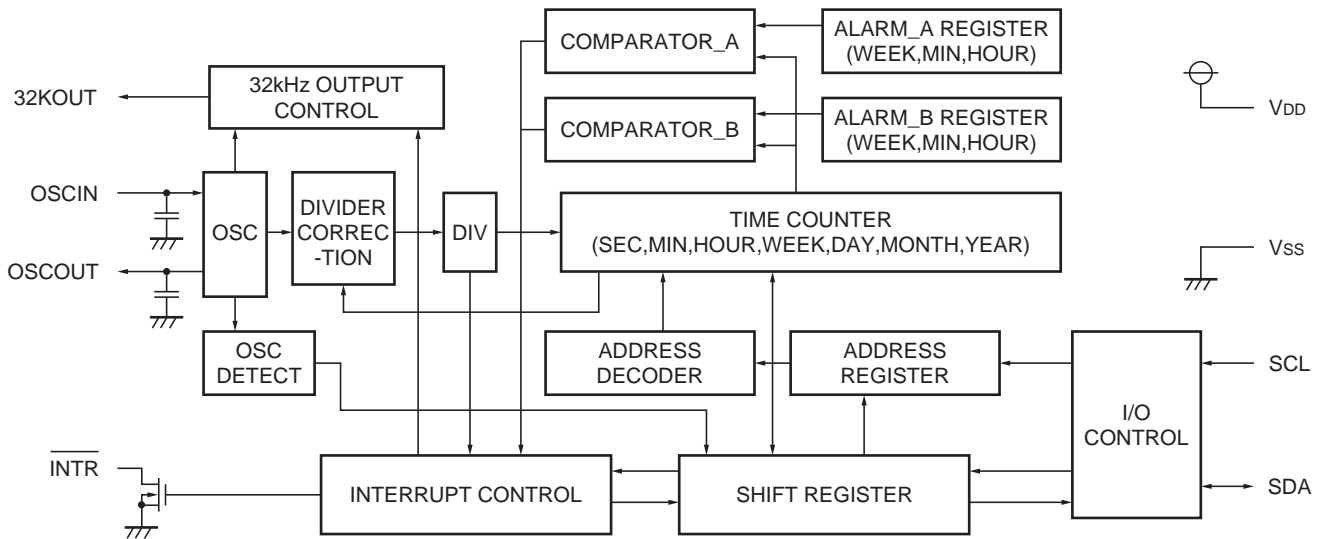 COMPARATOR_A
ALARM_A REGISTER
(WEEK,MIN,HOUR)
32KOUT
32kHz OUTPUT
CONTROL
VDD
COMPARATOR_B
ALARM_B REGISTER
(WEEK,MIN,HOUR)
OSCIN
OSC
DIVIDER
CORREC
-TION
DIV
TIME COUNTER
(SEC,MIN,HOUR,WEEK,DAY,MONTH,YEAR)
VSS
OSCOUT
OSC
DETECT
ADDRESS
DECODER
ADDRESS
REGISTER
I/O
CONTROL
SCL
INTR
INTERRUPT CONTROL
SHIFT REGISTER
SDA